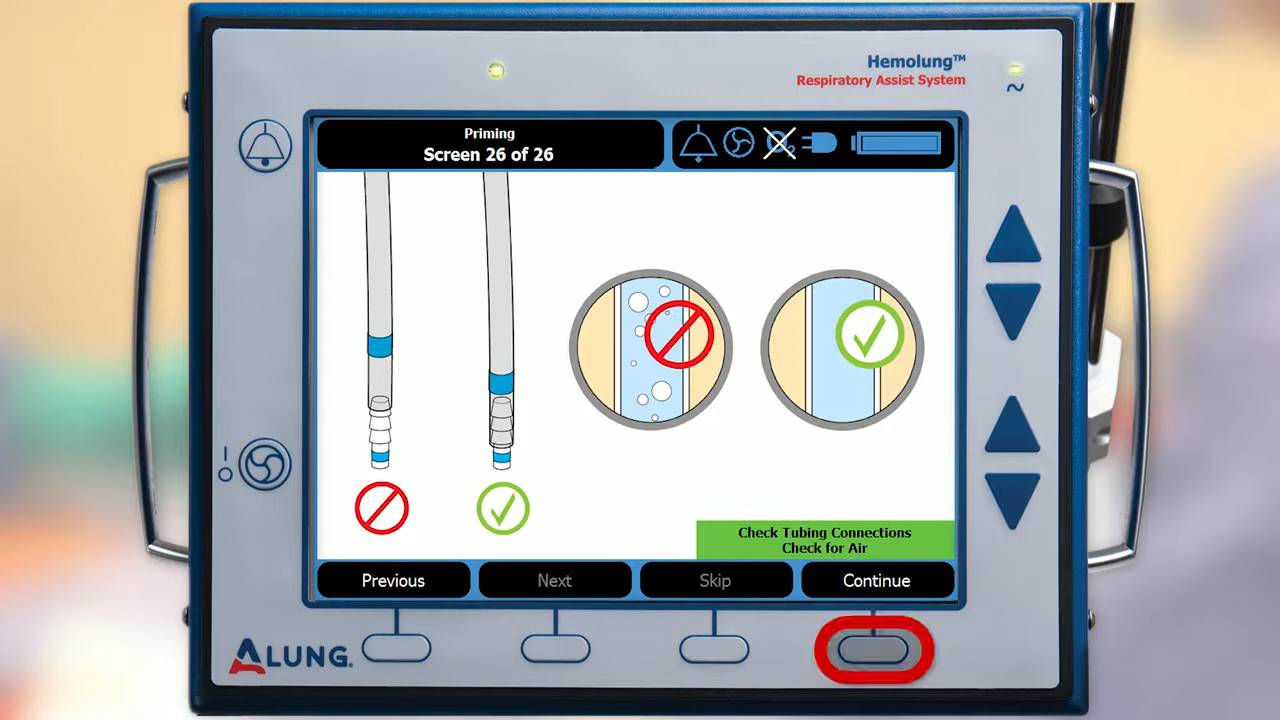 Hemolung™
Respiratory Assist System
Priming
Screen 26 of 26
Check Tubing Connections
Check for Air
Previous
Next
Skip
Continue
ALUNG®